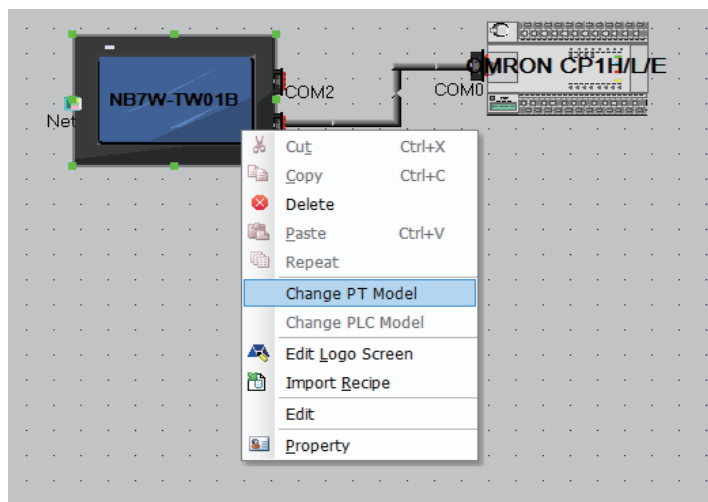 OMRON CP1H/L/E
NB7W-TW01B
COM2
COM0
Net
Cut Ctrl+X
Copy Ctrl+C
Delete
Paste Ctrl+V
Repeat
Change PT Model
Change PLC Model
Edit Logo Screen
Import Recipe
Edit
Property